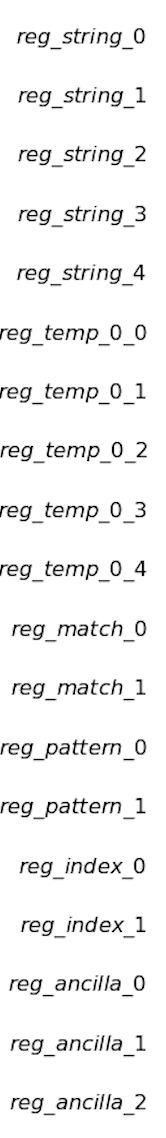 reg_string_0
reg_string_1
reg_string_2
reg_string_3
reg_string_4
reg_temp_0_0
reg_temp_0_1
reg_temp_0_2
reg_temp_0_3
reg_temp_0_4
reg_match_0
reg_match_1
reg_pattern_0
reg_pattern_1
reg_index_0
reg_index_1
reg_ancilla_0
reg_ancilla_1
reg_ancilla_2